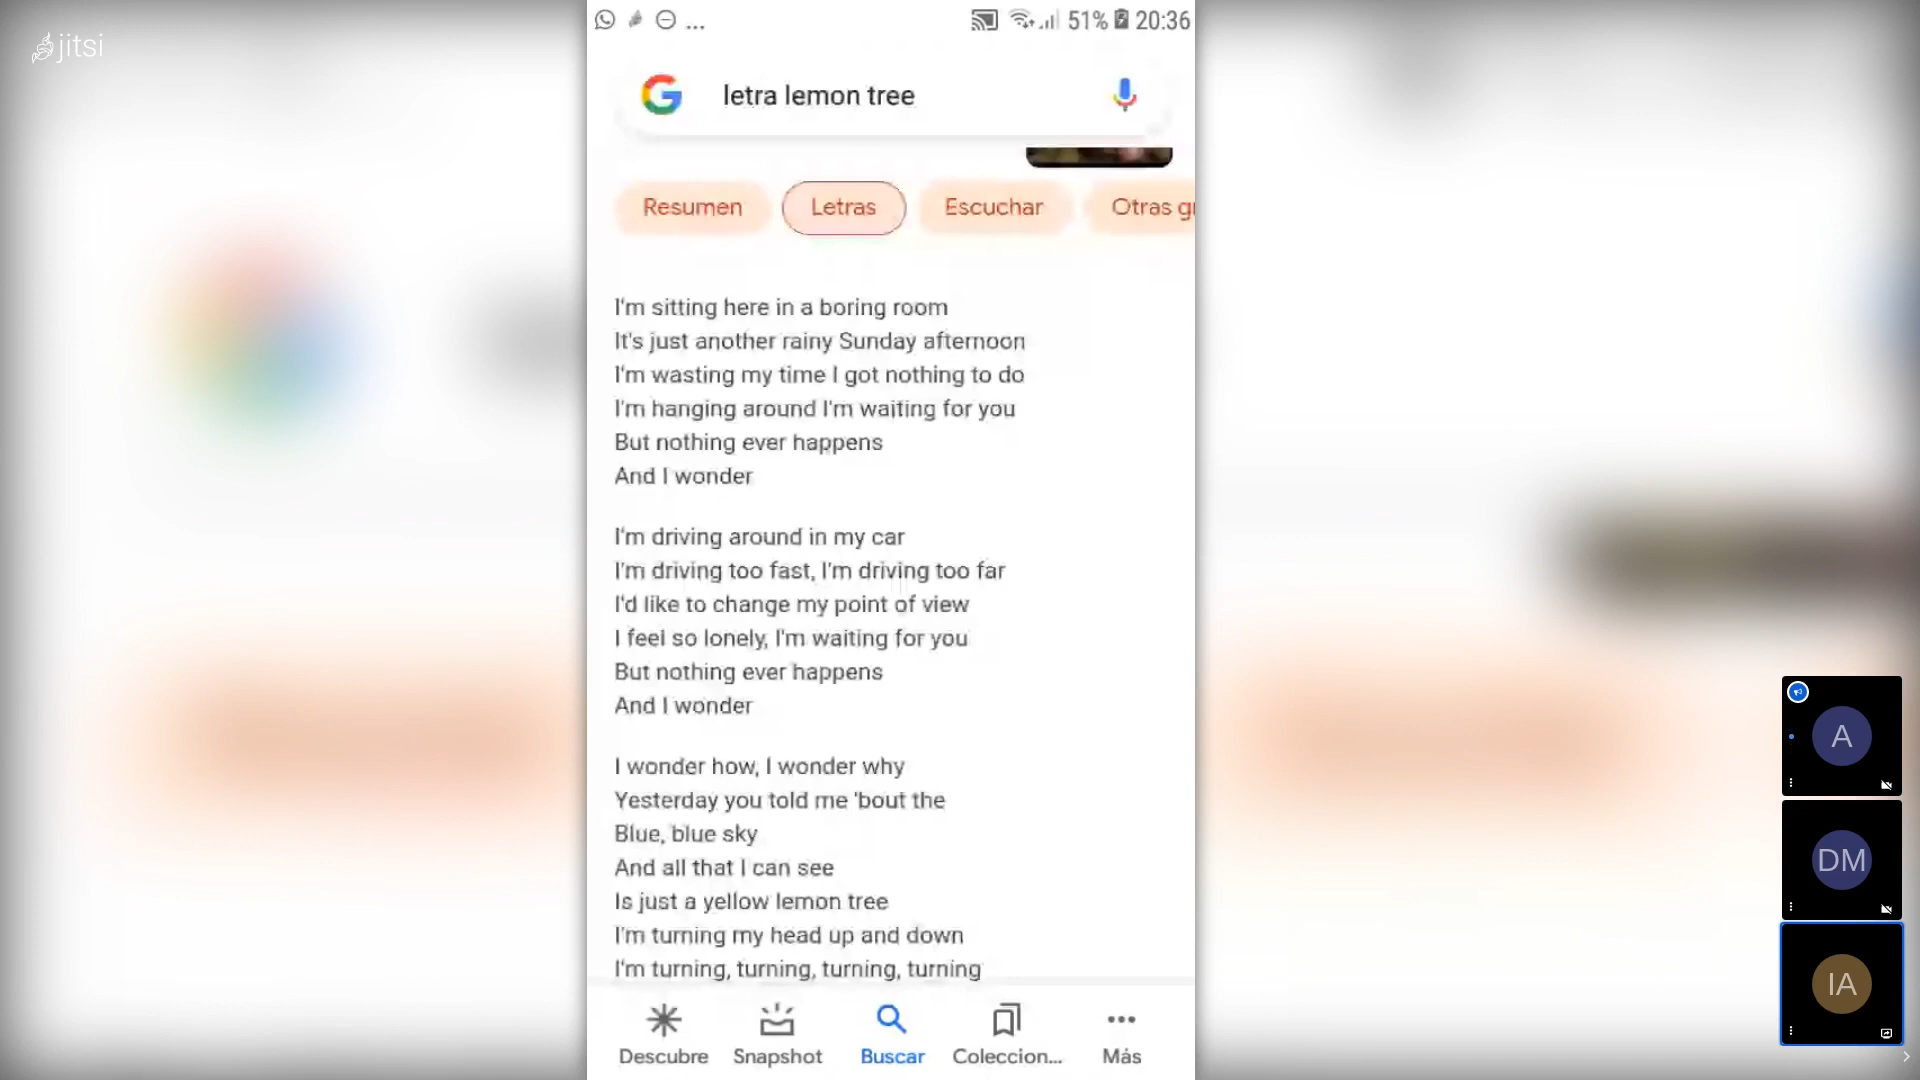 jitsi
... 51% 20:36
letra lemon tree
Resumen Letras Escuchar Otras gr
I'm sitting here in a boring room
It's just another rainy Sunday afternoon
I'm wasting my time I got nothing to do
I'm hanging around I'm waiting for you
But nothing ever happens
And I wonder
I'm driving around in my car
I'm driving too fast, I'm driving too far
I'd like to change my point of view
I feel so lonely, I'm waiting for you
But nothing ever happens
And I wonder
I wonder how, I wonder why
Yesterday you told me 'bout the
Blue, blue sky
And all that I can see
Is just a yellow lemon tree
I'm turning my head up and down
I'm turning, turning, turning, turning
Descubre Snapshot Buscar Coleccion... Más
A
DM
IA